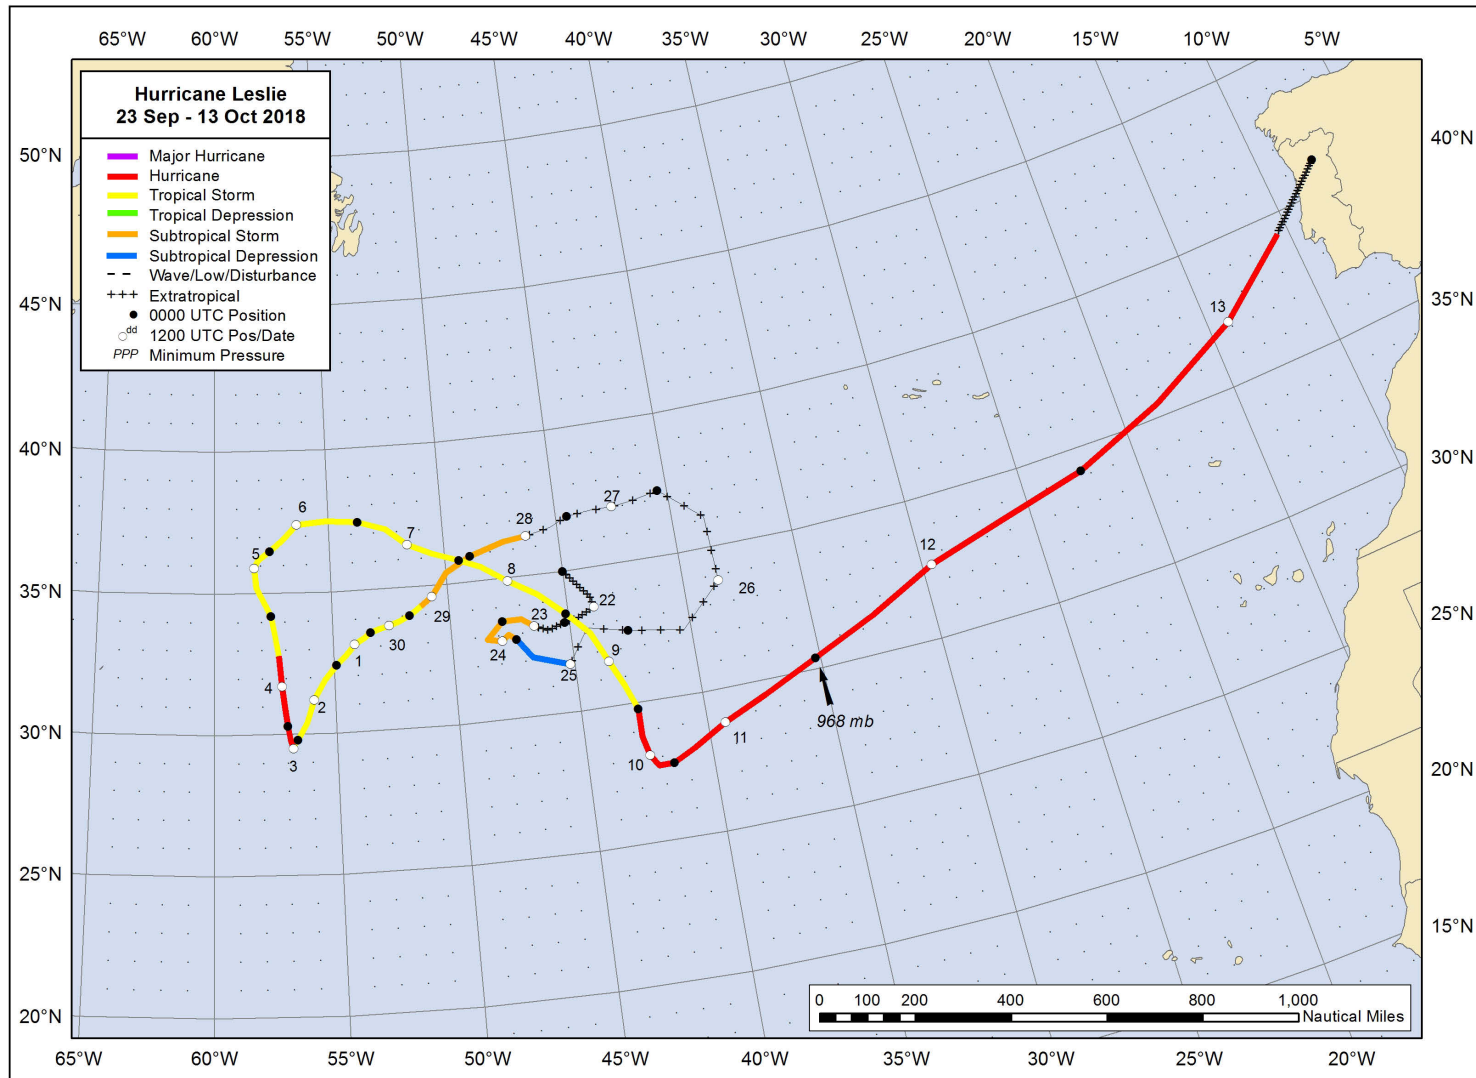 65°W 60°W 55°W 50°W 45°W 40°W 35°W 30°W 25°W 20°W 15°W 10°W 5°W
Hurricane Leslie
23 Sep - 13 Oct 2018
Major Hurricane
Hurricane
Tropical Storm
Tropical Depression
Subtropical Storm
Subtropical Depression
Wave/Low/Disturbance
+++ Extratropical
0000 UTC Position
dd 1200 UTC Pos/Date
PPP Minimum Pressure
50°N
45°N
40°N
35°N
30°N
25°N
20°N
40°N
35°N
30°N
25°N
20°N
15°N
13
12
11
10
9
8
7
6
5
4
3
2
1
30
29
28
27
26
25
24
23
22
968 mb
0 100 200 400 600 800 1,000
Nautical Miles
65°W 60°W 55°W 50°W 45°W 40°W 35°W 30°W 25°W 20°W